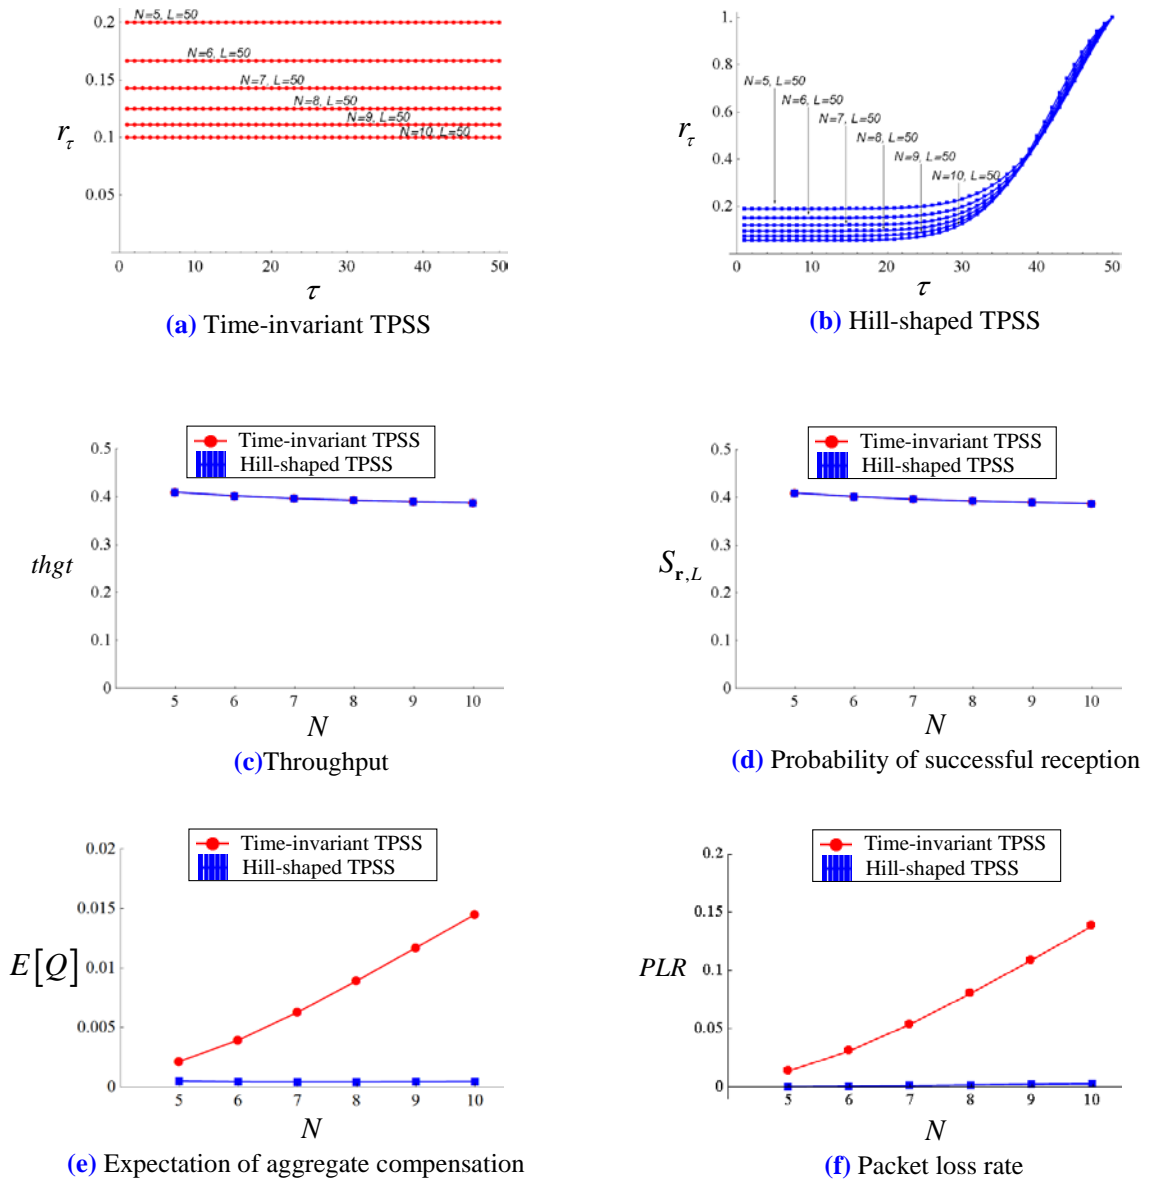 0.2
0.15
0.1
0.05
N=5, L=50
N=6, L=50
N=7, L=50
N=8, L=50
N=9, L=50
N=10, L=50
rτ
0 10 20 30 40 50
τ
(a) Time-invariant TPSS
1.
0.8
0.6
0.4
0.2
N=5, L=50
N=6, L=50
N=7, L=50
N=8, L=50
N=9, L=50
N=10, L=50
rτ
0 10 20 30 40 50
τ
(b) Hill-shaped TPSS
Time-invariant TPSS
Hill-shaped TPSS
0.5
0.4
0.3
0.2
0.1
0
thgt
5 6 7 8 9 10
N
(c)Throughput
Time-invariant TPSS
Hill-shaped TPSS
0.5
0.4
0.3
0.2
0.1
0
Sr,L
5 6 7 8 9 10
N
(d) Probability of successful reception
Time-invariant TPSS
Hill-shaped TPSS
0.02
0.015
0.01
0.005
0
E[Q]
5 6 7 8 9 10
N
(e) Expectation of aggregate compensation
Time-invariant TPSS
Hill-shaped TPSS
0.2
0.15
0.1
0.05
0
PLR
5 6 7 8 9 10
N
(f) Packet loss rate